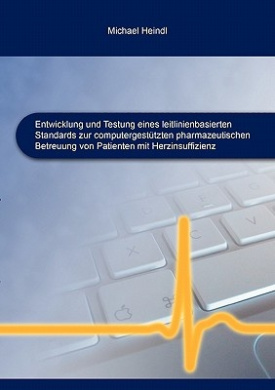 Michael Heindl
Entwicklung und Testung eines leitlinienbasierten
Standards zur computergestützten pharmazeutischen
Betreuung von Patienten mit Herzinsuffizienz